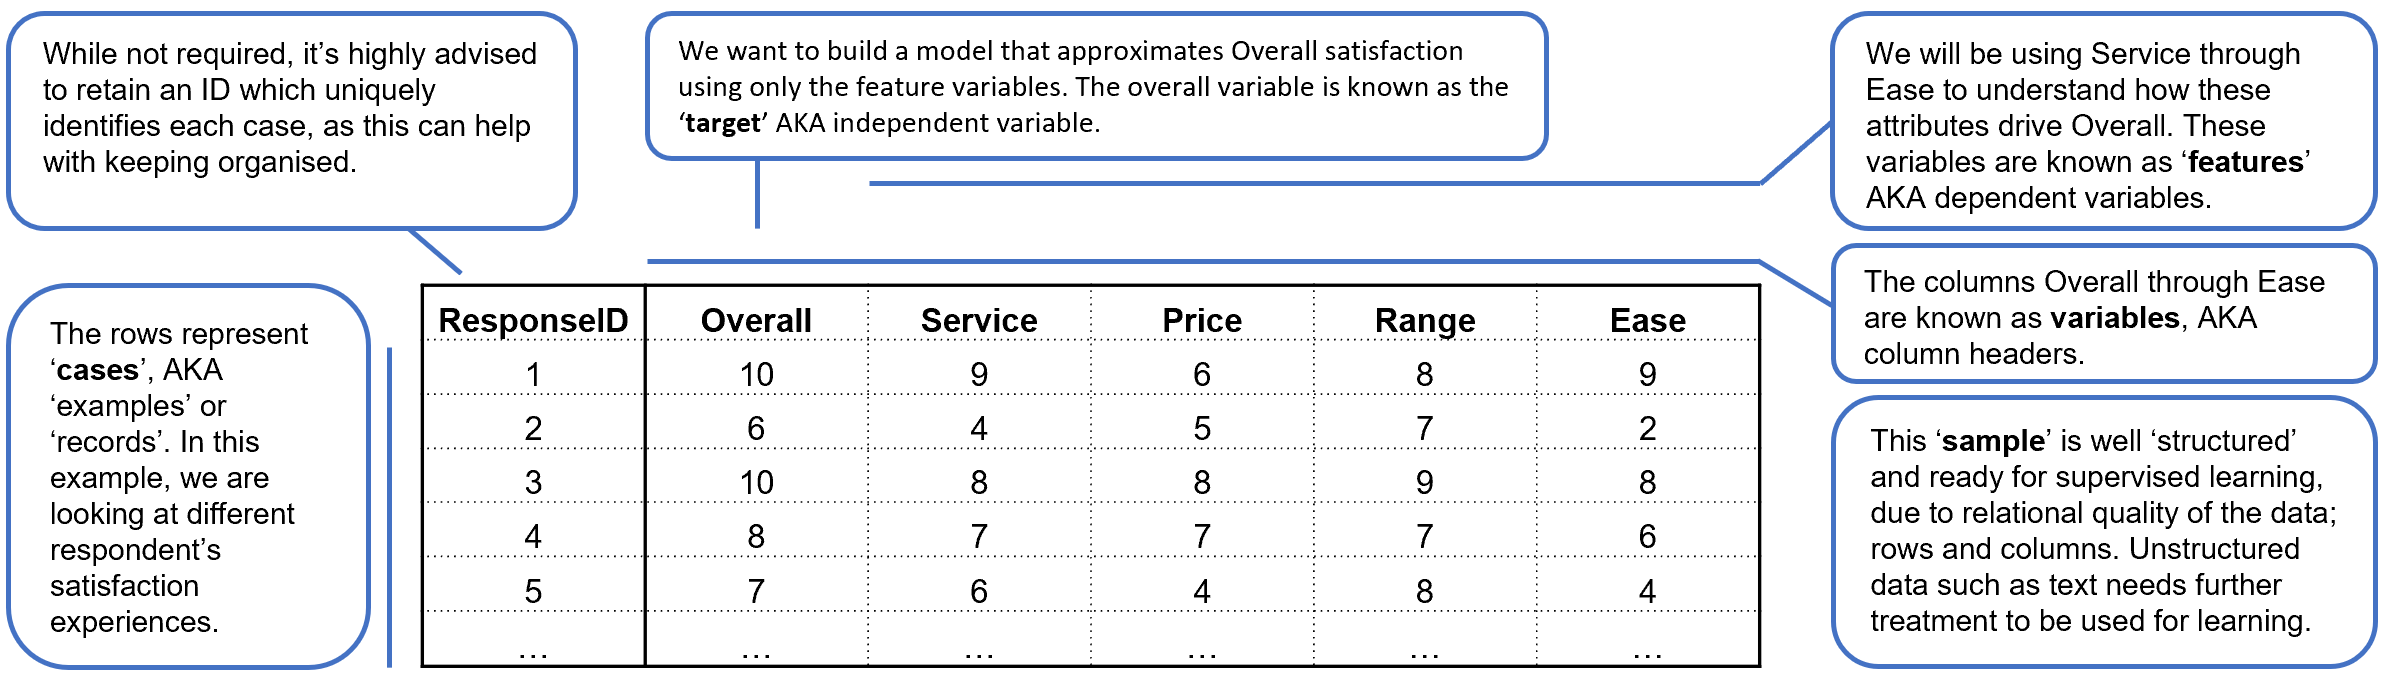 While not required, it’s highly advised
to retain an ID which uniquely
identifies each case, as this can help
with keeping organised.
We want to build a model that approximates Overall satisfaction
using only the feature variables. The overall variable is known as the
‘target’ AKA independent variable.
We will be using Service through
Ease to understand how these
attributes drive Overall. These
variables are known as ‘features’
AKA dependent variables.
The columns Overall through Ease
are known as variables, AKA
column headers.
The rows represent
‘cases’, AKA
‘examples’ or
‘records’. In this
example, we are
looking at different
respondent’s
satisfaction
experiences.
ResponseID Overall Service Price Range Ease
1 10 9 6 8 9
2 6 4 5 7 2
3 10 8 8 9 8
4 8 7 7 7 6
5 7 6 4 8 4
… … … … … …
This ‘sample’ is well ‘structured’
and ready for supervised learning,
due to relational quality of the data;
rows and columns. Unstructured
data such as text needs further
treatment to be used for learning.